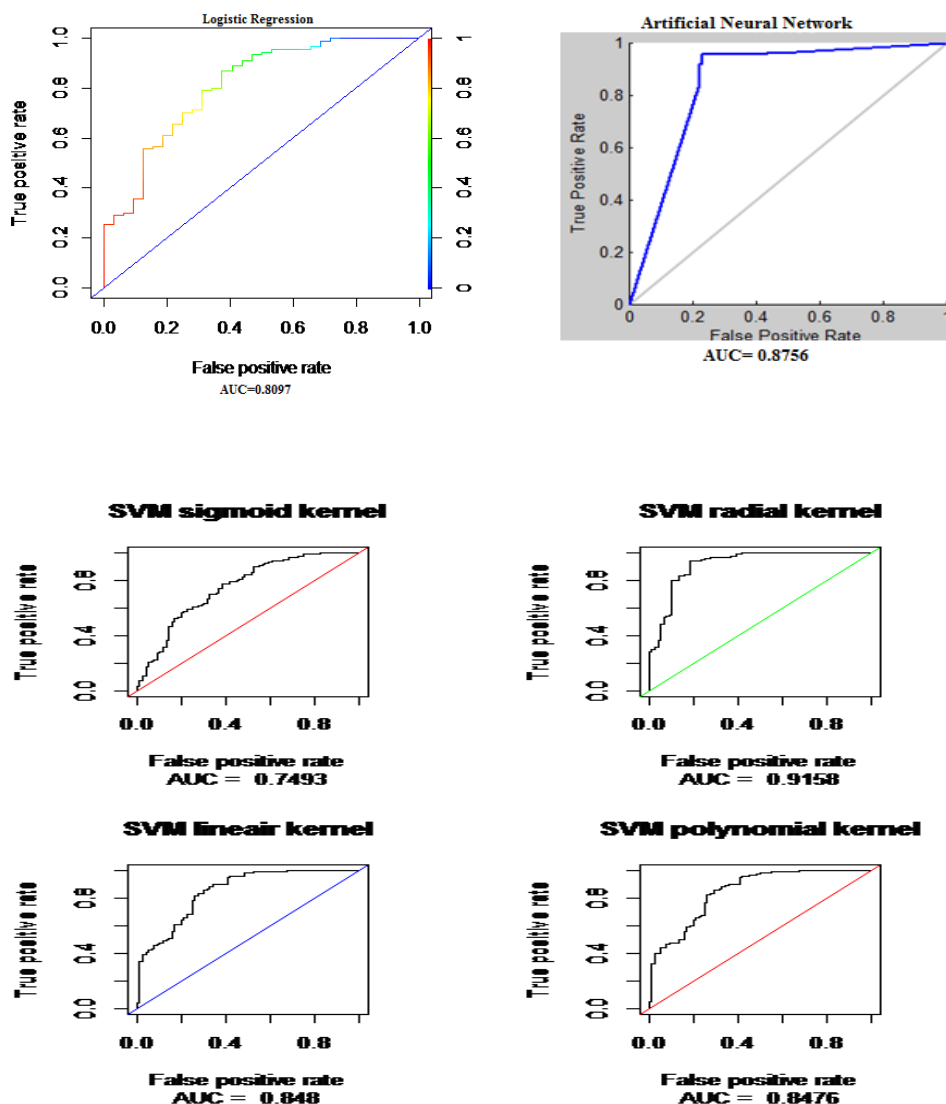 Logistic Regression
1.0
0.8
0.6
0.4
0.2
0.0
True positive rate
0.0 0.2 0.4 0.6 0.8 1.0
1
0.8
0.6
0.4
0.2
0
False positive rate
AUC=0.8097
Artificial Neural Network
1
0.8
0.6
0.4
0.2
0
True Positive Rate
0 0.2 0.4 0.6 0.8 1
False Positive Rate
AUC= 0.8756
SVM sigmoid kernel
True positive rate
0.8
0.4
0.0
0.0 0.4 0.8
False positive rate
AUC = 0.7493
SVM radial kernel
True positive rate
0.8
0.4
0.0
0.0 0.4 0.8
False positive rate
AUC = 0.9158
SVM lineair kernel
True positive rate
0.8
0.4
0.0
0.0 0.4 0.8
False positive rate
AUC = 0.848
SVM polynomial kernel
True positive rate
0.8
0.4
0.0
0.0 0.4 0.8
False positive rate
AUC = 0.8476